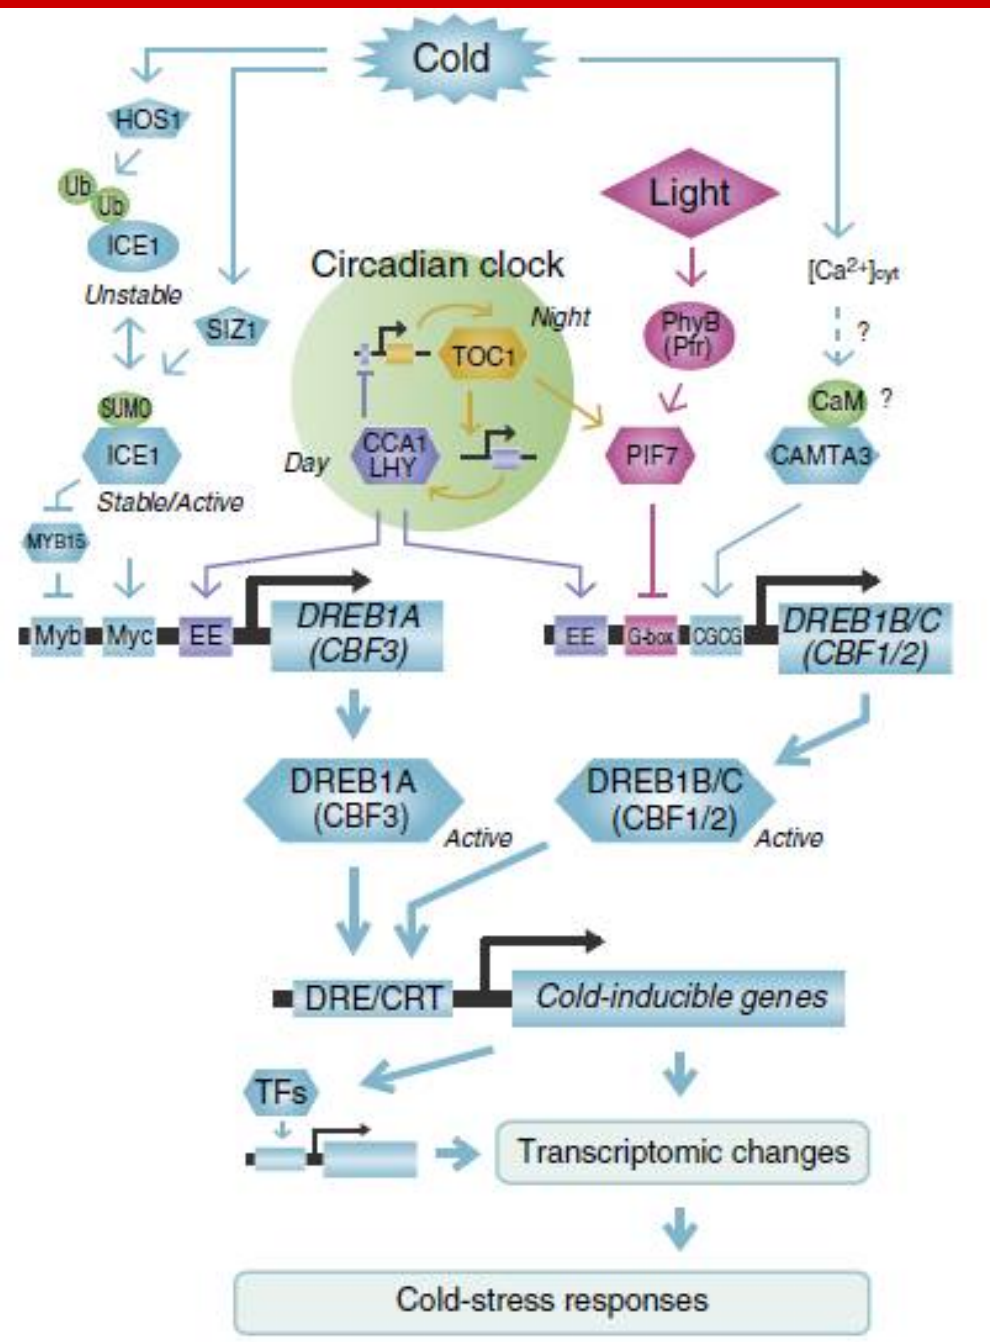 Cold
HOS1
Ub
Ub
ICE1
Unstable
SIZ1
SUMO
ICE1
Stable/Active
MYB15
Light
PhyB
(Pfr)
PIF7
[Ca²⁺]cyt
?
CaM ?
CAMTA3
Circadian clock
Night
TOC1
Day
CCA1
LHY
Myb
Myc
EE
DREB1A
(CBF3)
EE
G-box
CGCG
DREB1B/C
(CBF1/2)
DREB1A
(CBF3)
Active
DREB1B/C
(CBF1/2)
Active
DRE/CRT
Cold-inducible genes
TFs
Transcriptomic changes
Cold-stress responses